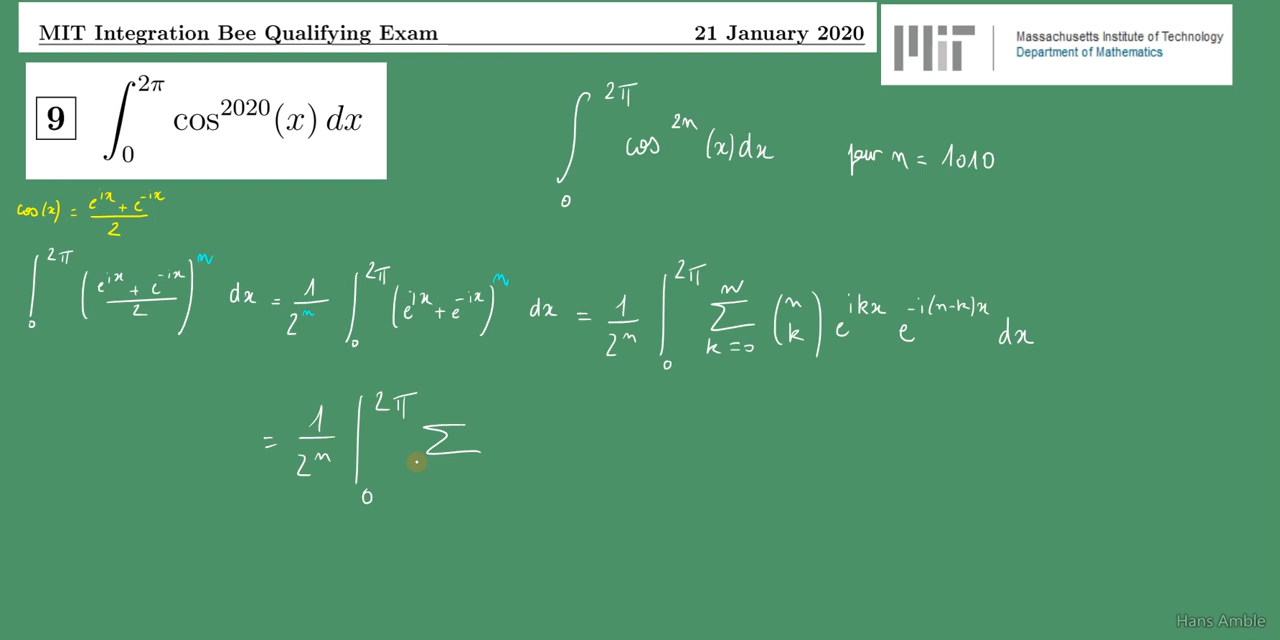 MIT Integration Bee Qualifying Exam 21 January 2020
MiT Massachusetts Institute of Technology
Department of Mathematics
9 ∫_0^{2π} cos^{2020}(x) dx
∫_0^{2π} cos^{2n}(x) dx pour n = 1010
cos(x) = (e^{ix} + e^{-ix})/2
∫_0^{2π} ((e^{ix} + e^{-ix})/2)^n dx = 1/2^n ∫_0^{2π} (e^{ix} + e^{-ix})^n dx = 1/2^n ∫_0^{2π} ∑_{k=0}^{n} (n k) e^{ikx} e^{-i(n-k)x} dx
= 1/2^n ∫_0^{2π} ∑
Hans Amble